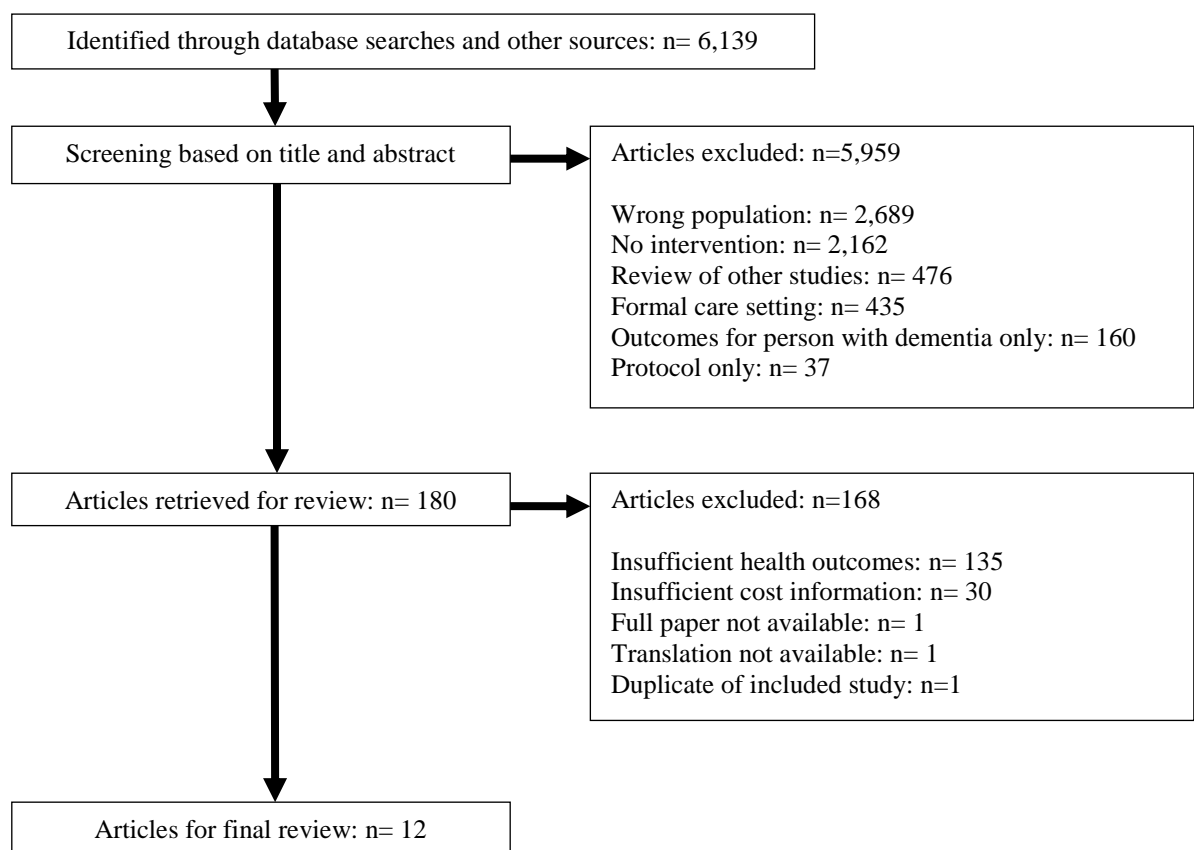 Identified through database searches and other sources: n= 6,139
Screening based on title and abstract
Articles excluded: n=5,959
Wrong population: n= 2,689
No intervention: n= 2,162
Review of other studies: n= 476
Formal care setting: n= 435
Outcomes for person with dementia only: n= 160
Protocol only: n= 37
Articles retrieved for review: n= 180
Articles excluded: n=168
Insufficient health outcomes: n= 135
Insufficient cost information: n= 30
Full paper not available: n= 1
Translation not available: n= 1
Duplicate of included study: n=1
Articles for final review: n= 12